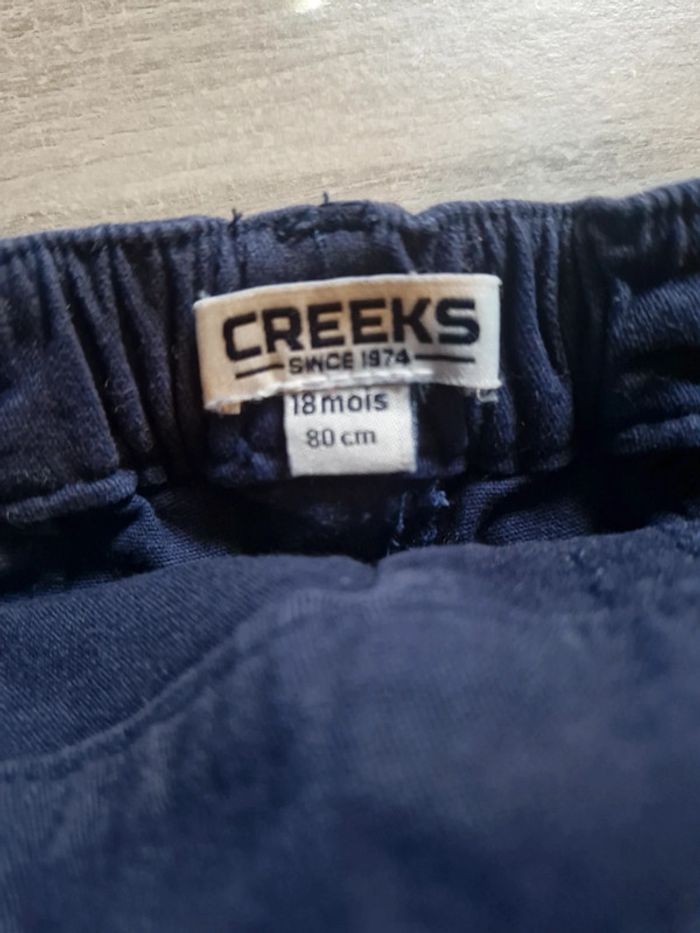 CREEKS
SINCE 1974
18 mois
80 cm